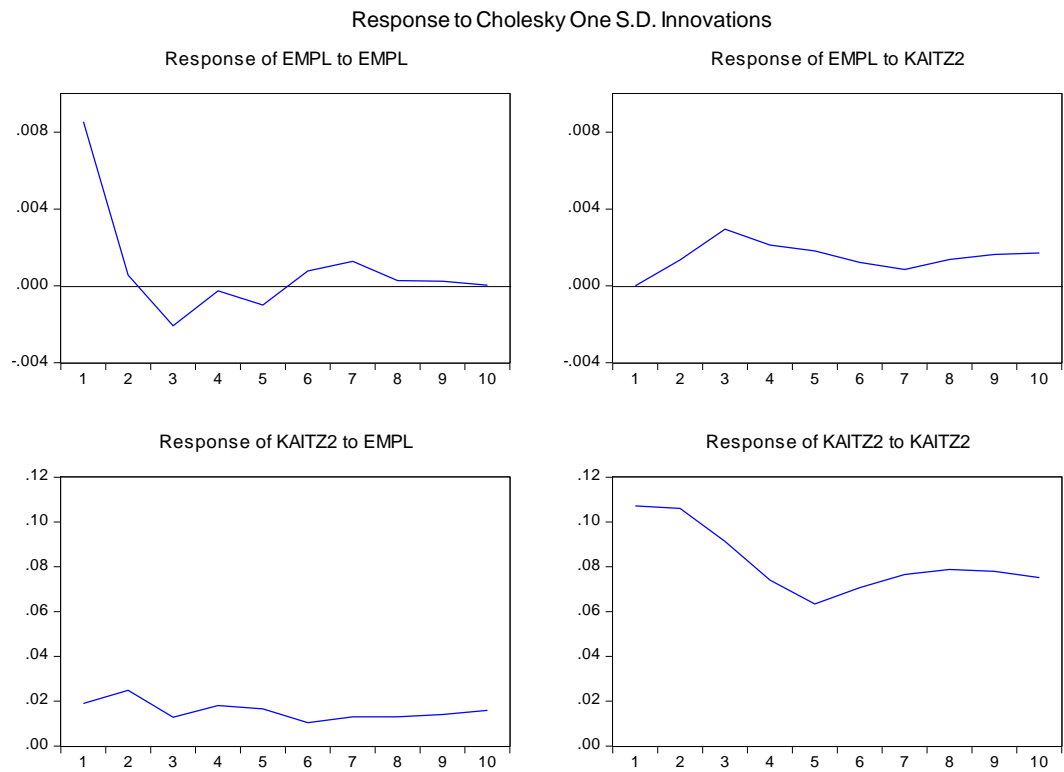 Response to Cholesky One S.D. Innovations
Response of EMPL to EMPL
.008
.004
.000
-.004
1 2 3 4 5 6 7 8 9 10
Response of EMPL to KAITZ2
.008
.004
.000
-.004
1 2 3 4 5 6 7 8 9 10
Response of KAITZ2 to EMPL
.12
.10
.08
.06
.04
.02
.00
1 2 3 4 5 6 7 8 9 10
Response of KAITZ2 to KAITZ2
.12
.10
.08
.06
.04
.02
.00
1 2 3 4 5 6 7 8 9 10